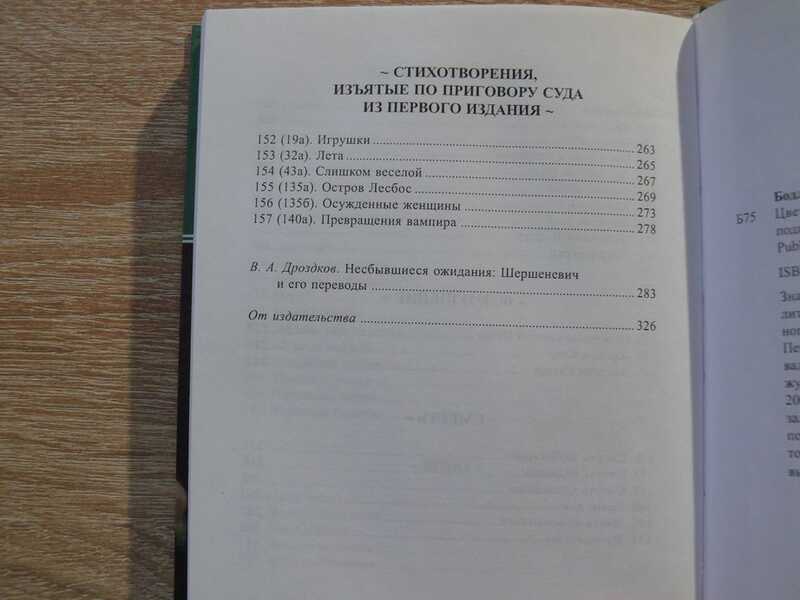 ~ СТИХОТВОРЕНИЯ,
ИЗЪЯТЫЕ ПО ПРИГОВОРУ СУДА
ИЗ ПЕРВОГО ИЗДАНИЯ ~
152 (19а). Игрушки 263
153 (32а). Лета 265
154 (43а). Слишком веселой 267
155 (135а). Остров Лесбос 269
156 (135б). Осужденные женщины 273
157 (140а). Превращения вампира 278
В. А. Дроздков. Несбывшиеся ожидания: Шершеневич
и его переводы 283
От издательства 326
Б75
Publ
ISB